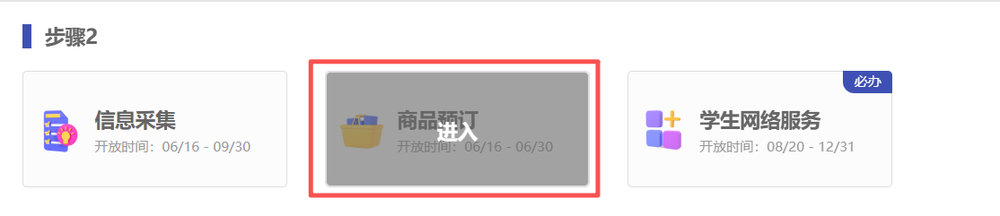 步骤2
信息采集
开放时间：06/16 - 09/30
商品预订
进入
开放时间：06/16 - 06/30
必办
学生网络服务
开放时间：08/20 - 12/31